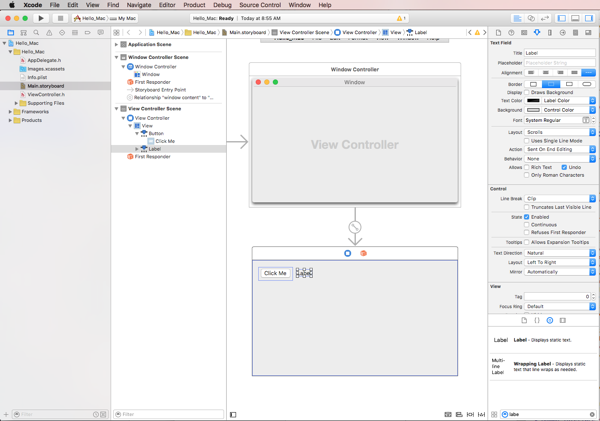 Xcode File Edit View Find Navigate Editor Product Debug Source Control Window Help
Hello_Mac My Mac
Hello_Mac: Ready Today at 8:55 AM
Hello_Mac
Hello_Mac
AppDelegate.h
Images.xcassets
Info.plist
Main.storyboard
ViewController.h
Supporting Files
Frameworks
Products
Filter
Application Scene
Window Controller Scene
Window Controller
Window
First Responder
Storyboard Entry Point
Relationship "window content" to "...
View Controller Scene
View Controller
View
Button
Click Me
Label
First Responder
Filter
Hello_Mac
Main.storyboard
View Controller Scene
View Controller
View
Label
Window Controller
Window
View Controller
Click Me
Text Field
Title Label
Placeholder Placeholder String
Alignment
Border
Display Draws Background
Text Color Label Color
Background Control Color
Font System Regular
Layout Scrolls
Uses Single Line Mode
Action Sent On End Editing
Behavior None
Allows Rich Text Undo
Only Roman Characters
Control
Line Break Clip
Truncates Last Visible Line
State Enabled
Continuous
Refuses First Responder
Tooltips Allows Expansion Tooltips
Text Direction Natural
Layout Left To Right
Mirror Automatically
View
Tag 0
Focus Ring Default
Label
Label - Displays static text.
Multi-
line
Label
Wrapping Label - Displays static
text that line wraps as needed.
labe